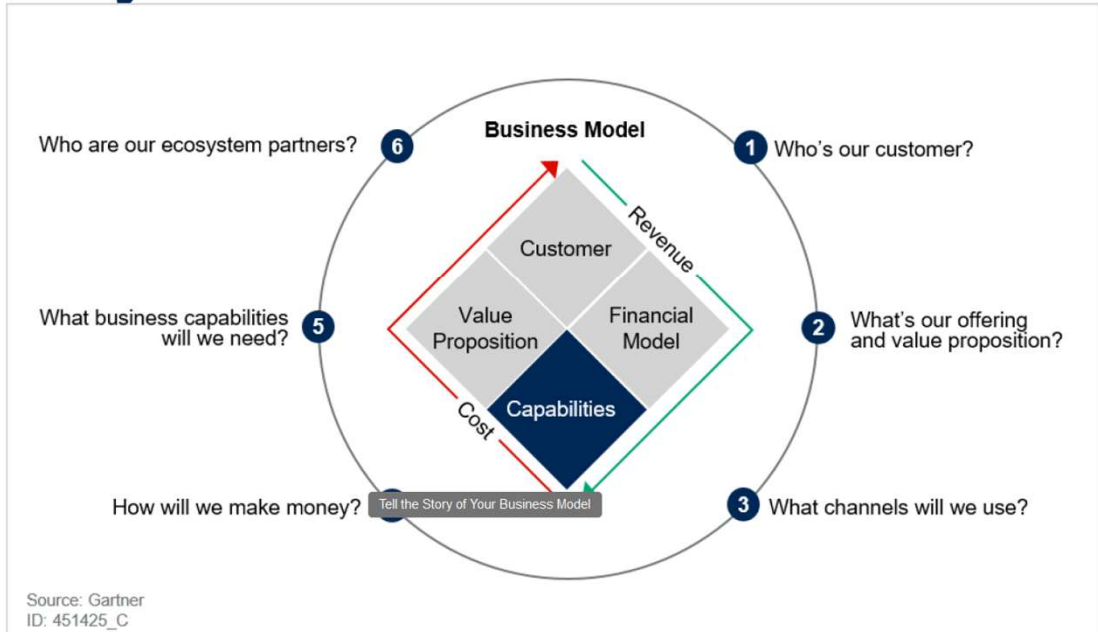 Business Model
6
Who are our ecosystem partners?
1
Who's our customer?
Revenue
Customer
What business capabilities
will we need?
5
Value
Proposition
Financial
Model
2
What's our offering
and value proposition?
Capabilities
Cost
How will we make money?
Tell the Story of Your Business Model
3
What channels will we use?
Source: Gartner
ID: 451425_C